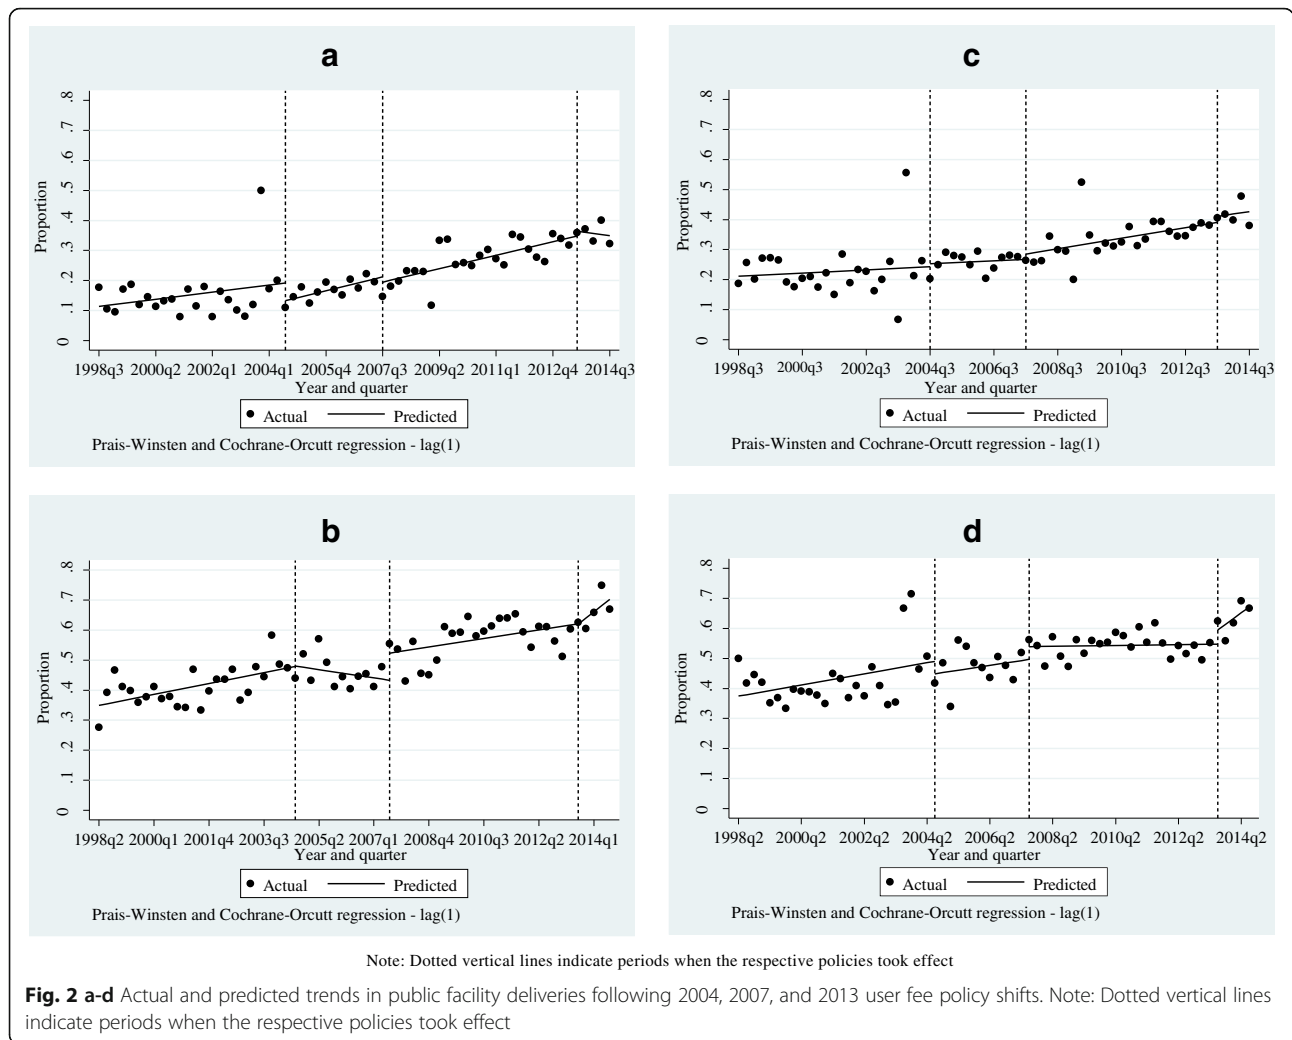 a
Proportion
.8
.7
.6
.5
.4
.3
.2
.1
0
1998q3 2000q2 2002q1 2004q1 2005q4 2007q3 2009q2 2011q1 2012q4 2014q3
Year and quarter
Actual Predicted
Prais-Winsten and Cochrane-Orcutt regression - lag(1)
c
Proportion
.8
.7
.6
.5
.4
.3
.2
.1
0
1998q3 2000q3 2002q3 2004q3 2006q3 2008q3 2010q3 2012q3 2014q3
Year and quarter
Actual Predicted
Prais-Winsten and Cochrane-Orcutt regression - lag(1)
b
Proportion
.8
.7
.6
.5
.4
.3
.2
.1
0
1998q2 2000q1 2001q4 2003q3 2005q2 2007q1 2008q4 2010q3 2012q2 2014q1
Year and quarter
Actual Predicted
Prais-Winsten and Cochrane-Orcutt regression - lag(1)
d
Proportion
.8
.7
.6
.5
.4
.3
.2
.1
0
1998q2 2000q2 2002q2 2004q2 2006q2 2008q2 2010q2 2012q2 2014q2
Year and quarter
Actual Predicted
Prais-Winsten and Cochrane-Orcutt regression - lag(1)
Note: Dotted vertical lines indicate periods when the respective policies took effect
Fig. 2 a-d Actual and predicted trends in public facility deliveries following 2004, 2007, and 2013 user fee policy shifts. Note: Dotted vertical lines
indicate periods when the respective policies took effect